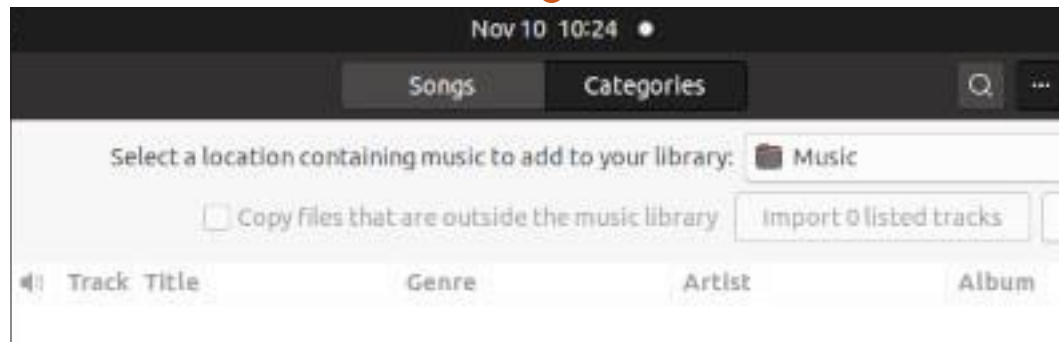 Nov 10 10:24
Songs Categories
Select a location containing music to add to your library: Music
Copy files that are outside the music library Import 0 listed tracks
Track Title Genre Artist Album